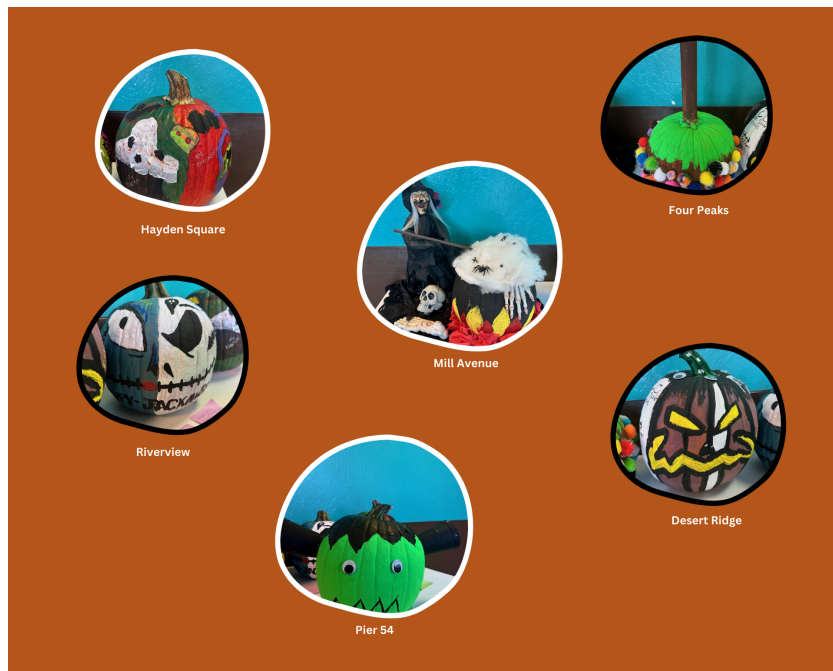 Hayden Square
Four Peaks
Mill Avenue
Riverview
Desert Ridge
Pier 54